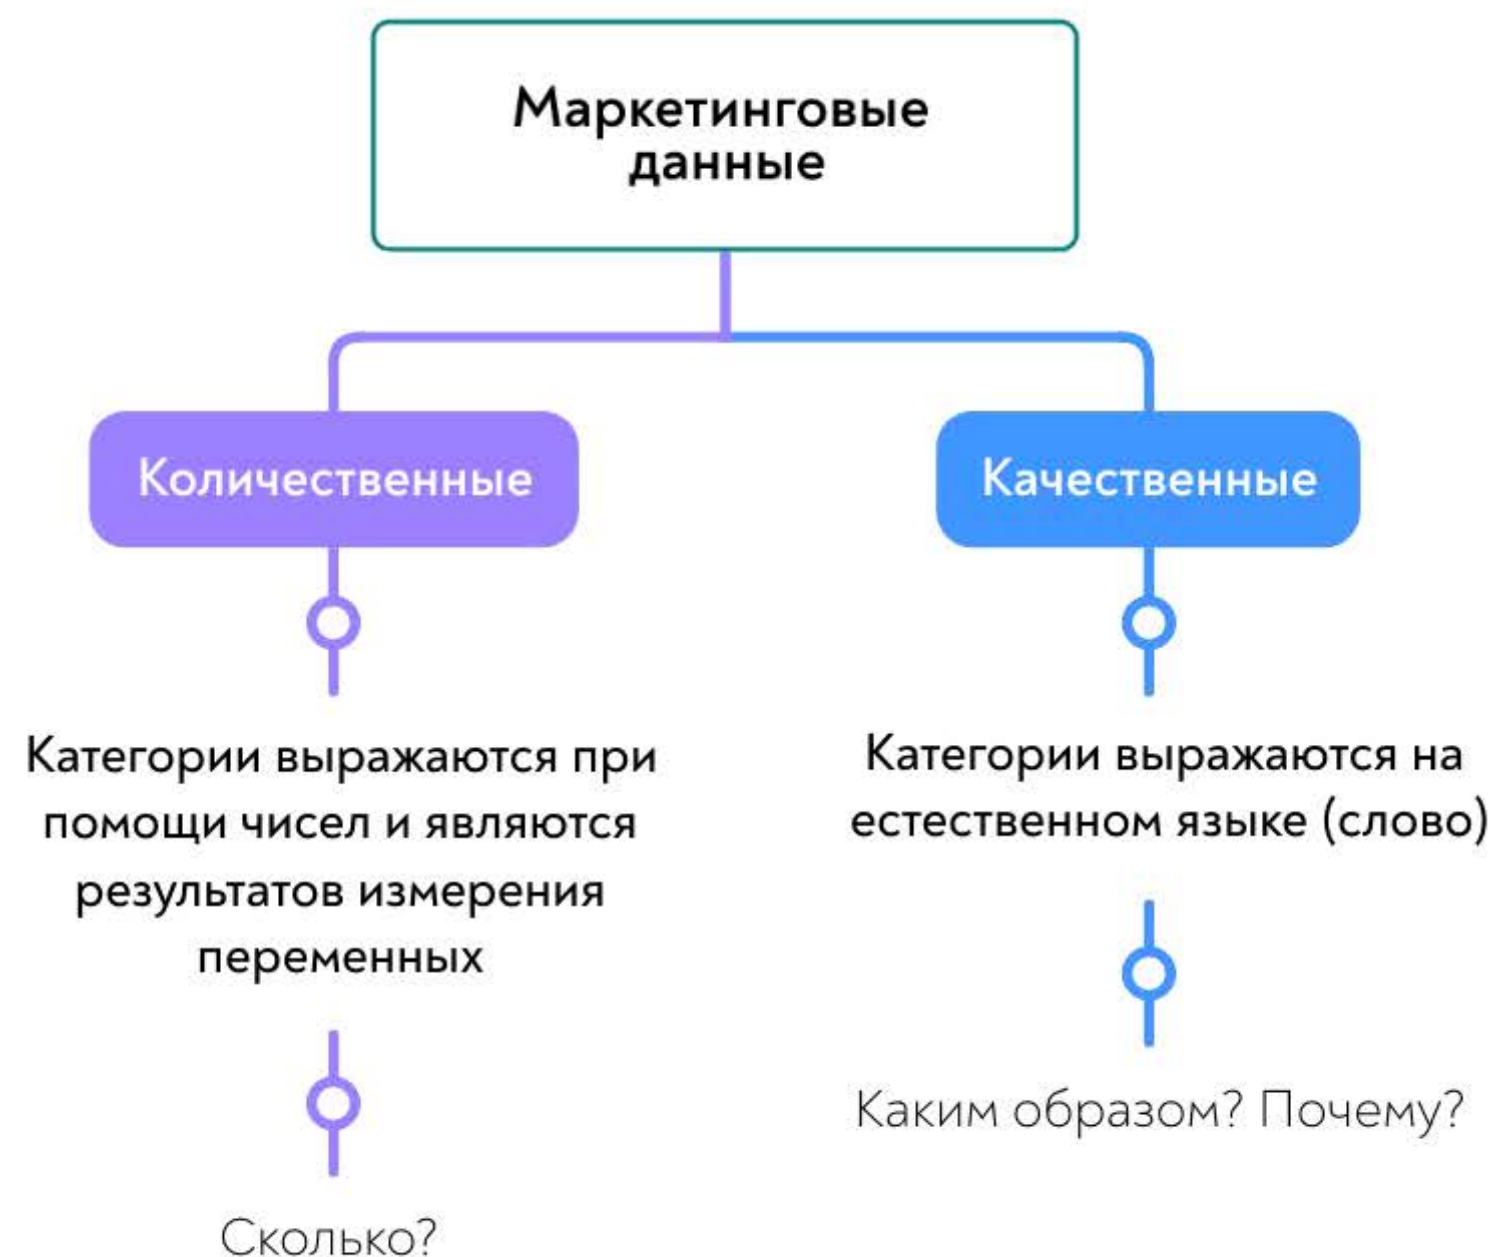 Маркетинговые
данные
Количественные
Категории выражаются при
помощи чисел и являются
результатов измерения
переменных
Сколько?
Качественные
Категории выражаются на
естественном языке (слово)
Каким образом? Почему?